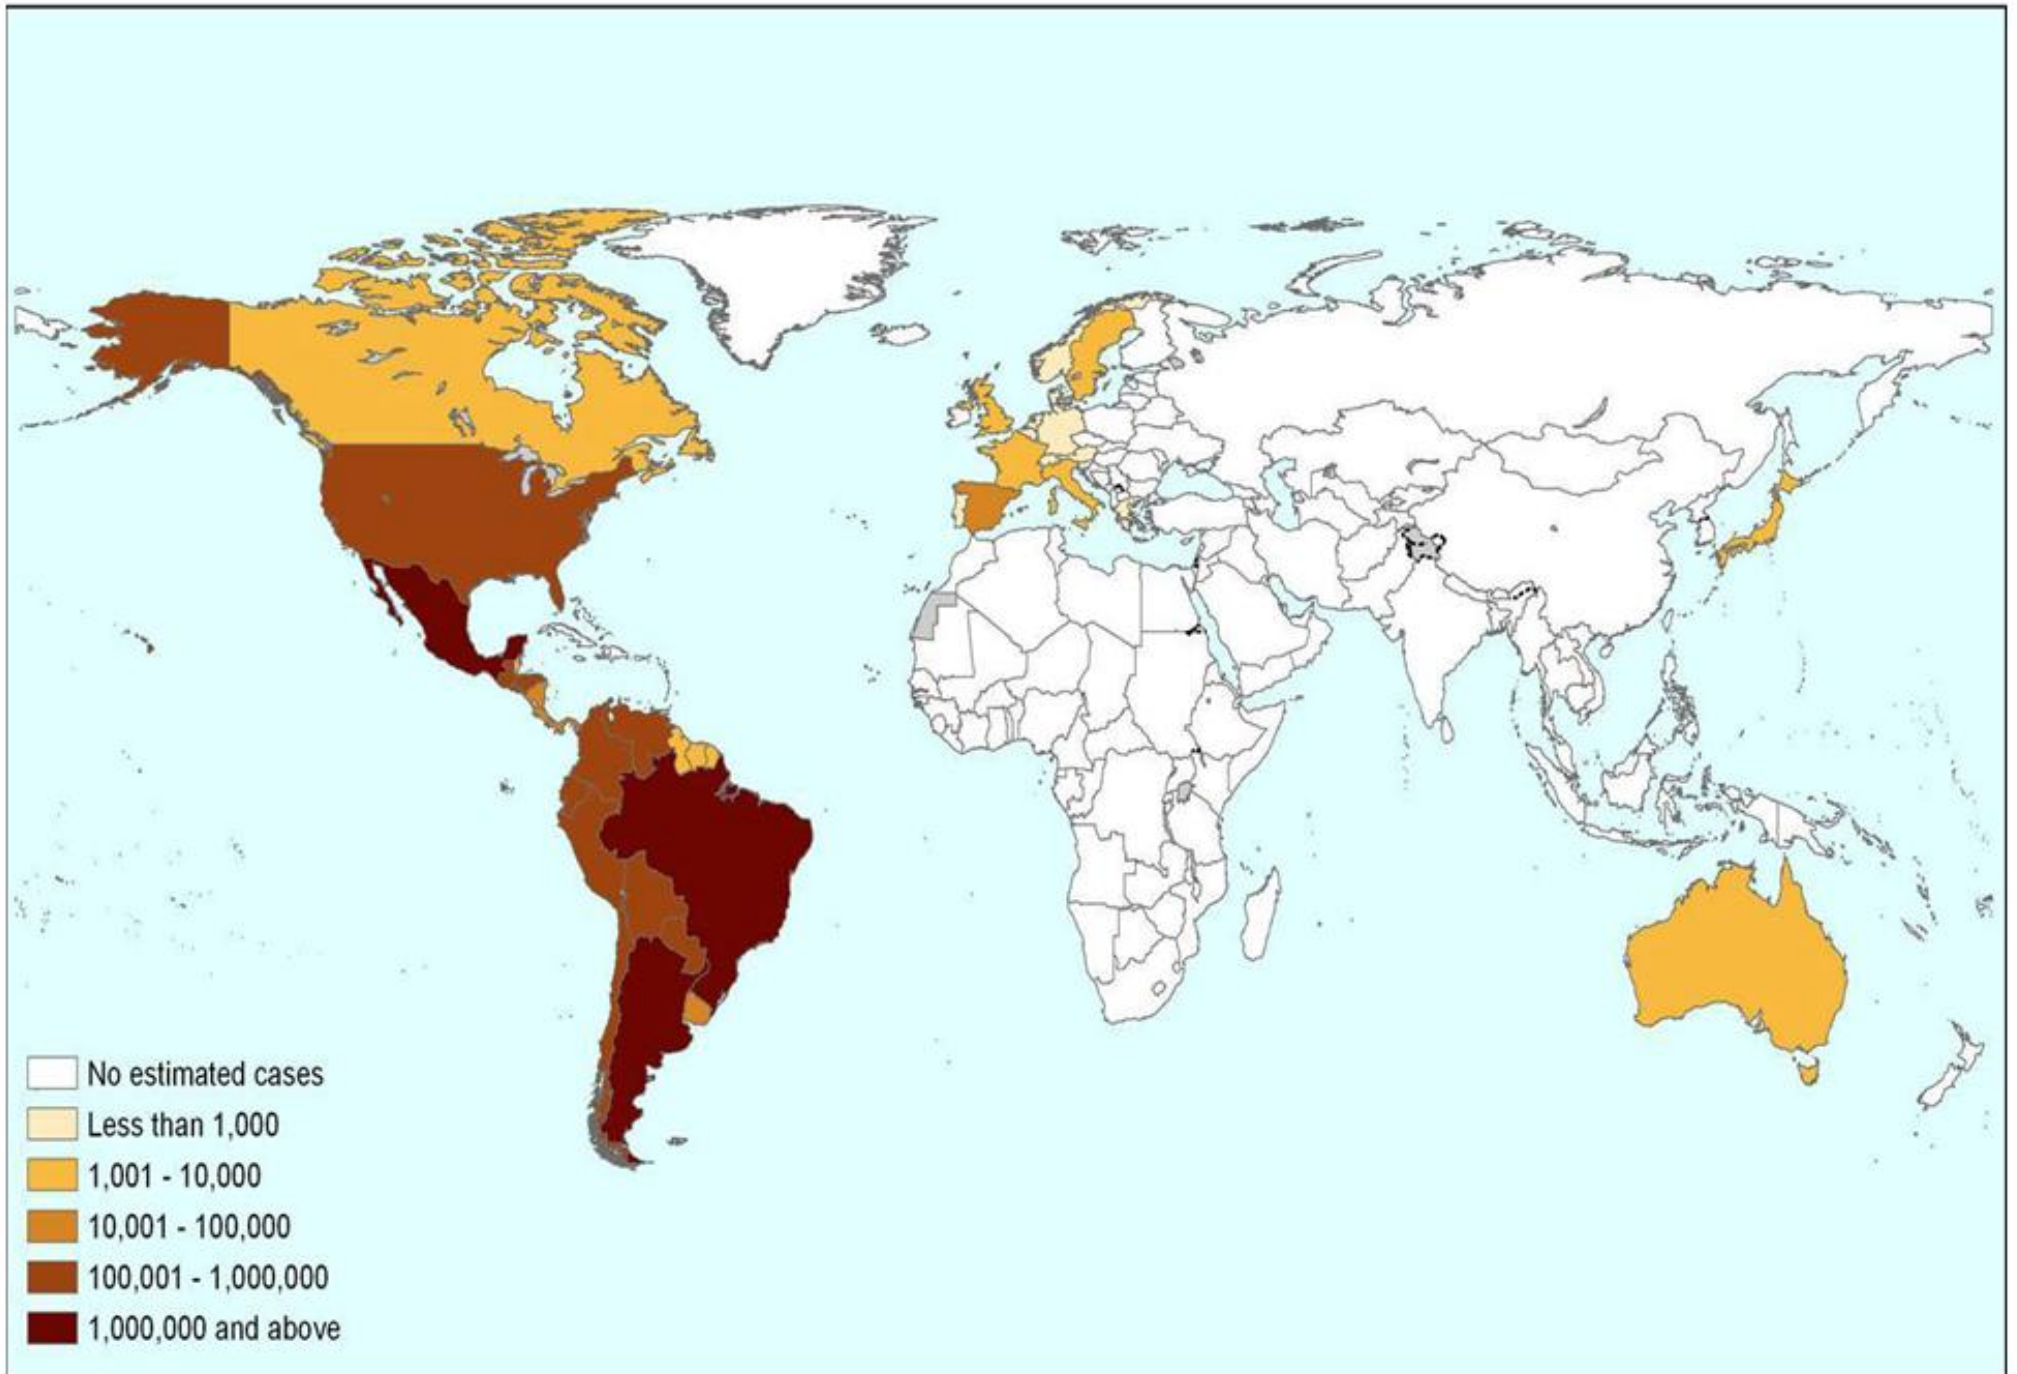 No estimated cases
Less than 1,000
1,001 - 10,000
10,001 - 100,000
100,001 - 1,000,000
1,000,000 and above